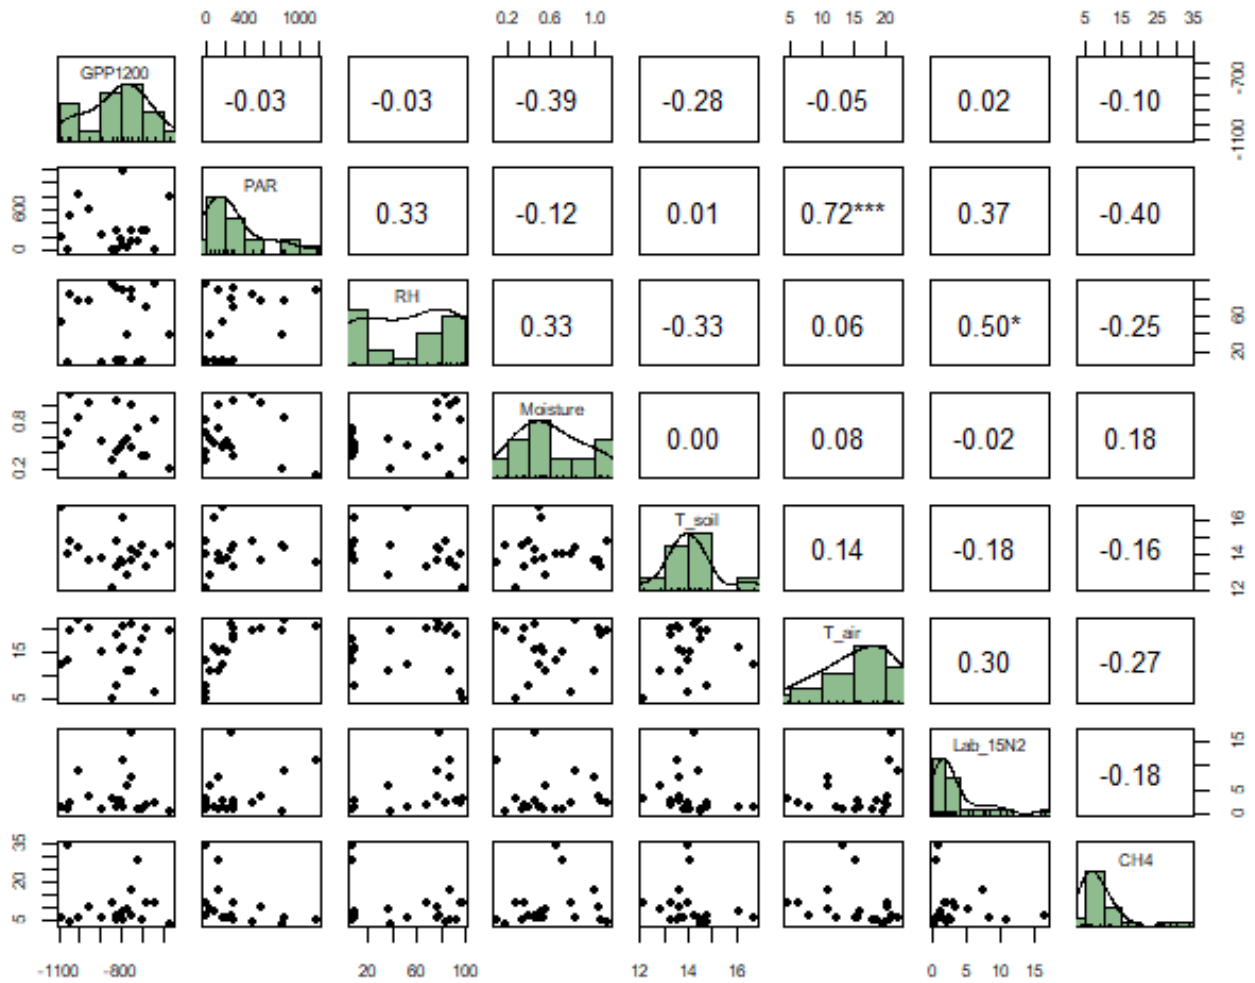 0 400 1000 0.2 0.6 1.0 5 10 15 20 5 15 25 35
GPP1200 -0.03 -0.03 -0.39 -0.28 -0.05 0.02 -0.10 -1100 -700
0 600 PAR 0.33 -0.12 0.01 0.72*** 0.37 -0.40
RH 0.33 -0.33 0.06 0.50* -0.25 20 60
0.2 0.8 Moisture 0.00 0.08 -0.02 0.18
T_soil 0.14 -0.18 -0.16 12 14 16
5 15 T_air 0.30 -0.27
Lab_15N2 -0.18 0 5 15
5 20 35 CH4
-1100 -800 20 60 100 12 14 16 0 5 10 15